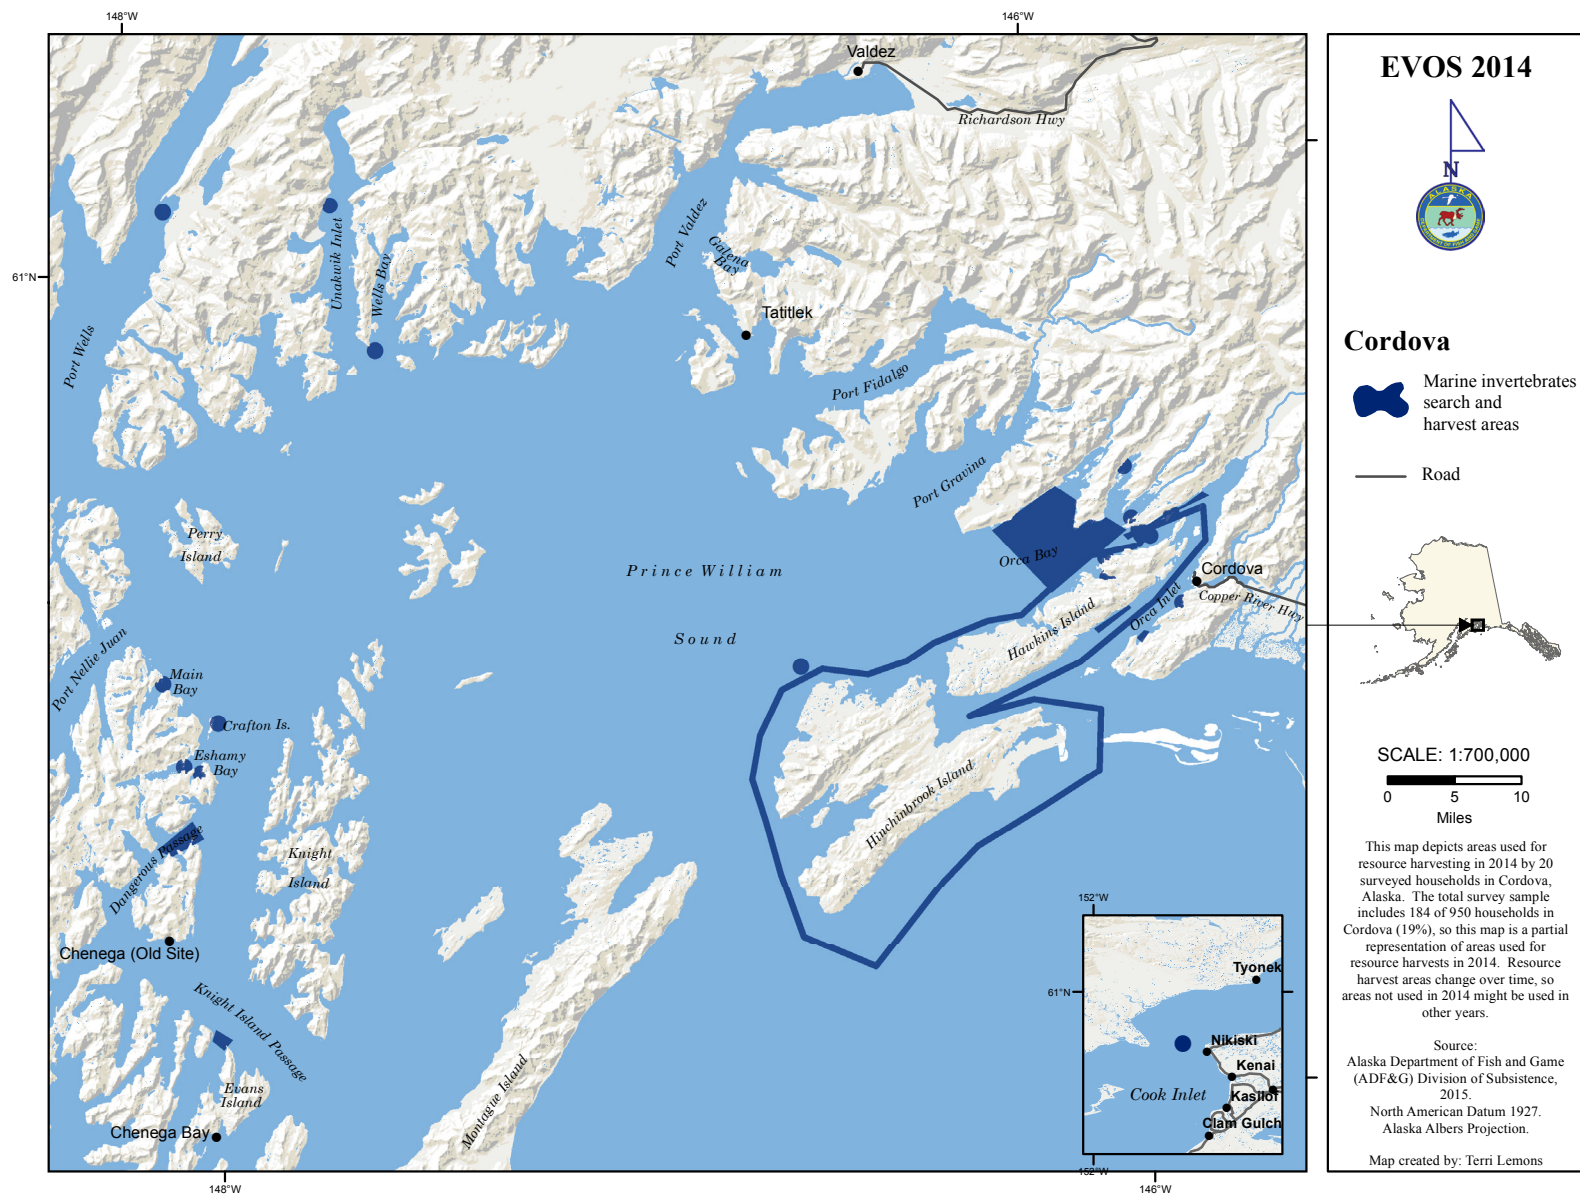 148°W
146°W
Valdez
Richardson Hwy
Port Valdez
Galena
Bay
Unakwik Inlet
Wells Bay
61°N
Tatitlek
Port Wells
Port Fidalgo
Port Gravina
Perry
Island
Orca Bay
Prince William
Sound
Cordova
Copper River Hwy
Orca Inlet
Hawkins Island
Port Nellie Juan
Main
Bay
Crafton Is.
Eshamy
Bay
Hinchinbrook Island
Dangerous Passage
Knight
Island
Chenega (Old Site)
Knight Island Passage
Evans
Island
Chenega Bay
Montague Island
148°W
146°W
152°W
61°N
Tyonek
Nikiski
Kenai
Cook Inlet
Kasilof
Clam Gulch
152°W
EVOS 2014
N
ALASKA
DEPARTMENT OF FISH AND GAME
Cordova
Marine invertebrates
search and
harvest areas
Road
SCALE: 1:700,000
0 5 10
Miles
This map depicts areas used for
resource harvesting in 2014 by 20
surveyed households in Cordova,
Alaska. The total survey sample
includes 184 of 950 households in
Cordova (19%), so this map is a partial
representation of areas used for
resource harvests in 2014. Resource
harvest areas change over time, so
areas not used in 2014 might be used in
other years.
Source:
Alaska Department of Fish and Game
(ADF&G) Division of Subsistence,
2015.
North American Datum 1927.
Alaska Albers Projection.
Map created by: Terri Lemons